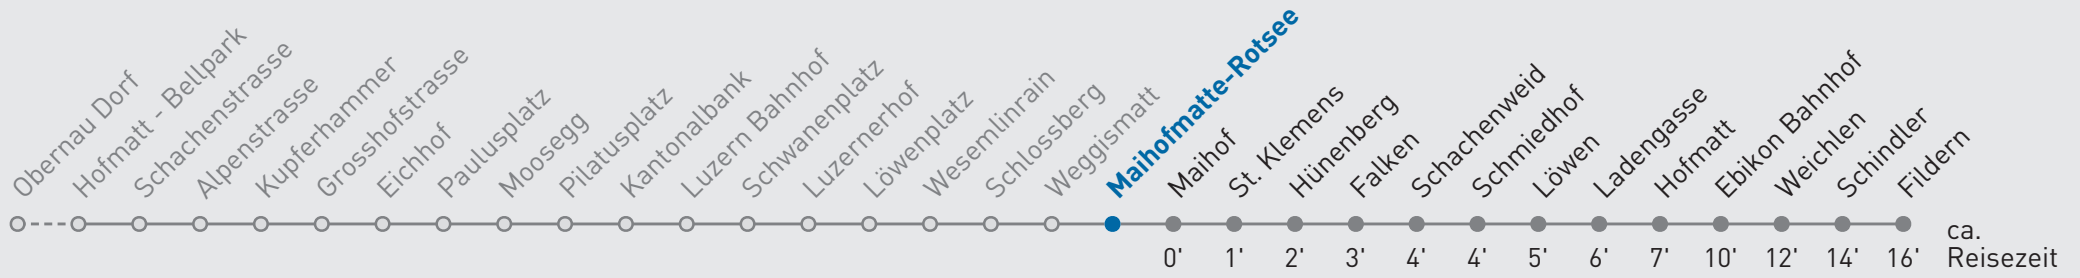 Obernau Dorf
Hofmatt - Bellpark
Schachenstrasse
Alpenstrasse
Kupferhammer
Grosshofstrasse
Eichhof
Paulusplatz
Moosegg
Pilatusplatz
Kantonalbank
Luzern Bahnhof
Schwanenplatz
Luzernerhof
Löwenplatz
Wesemlinrain
Schlossberg
Weggismatt
Maihofmatte-Rotsee
Maihof
St. Klemens
Hünenberg
Falken
Schachenweid
Schmiedhof
Löwen
Ladengasse
Hofmatt
Ebikon Bahnhof
Weichlen
Schindler
Fildern
0' 1' 2' 3' 4' 4' 5' 6' 7' 10' 12' 14' 16'
ca.
Reisezeit